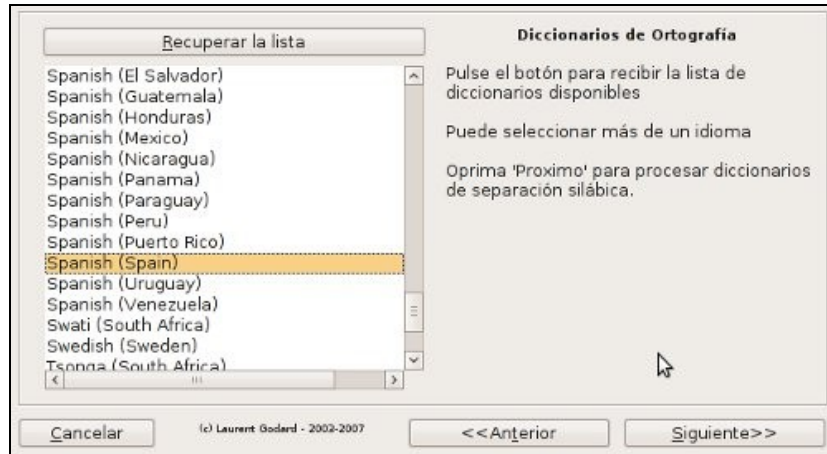 Recuperar la lista
Spanish (El Salvador)
Spanish (Guatemala)
Spanish (Honduras)
Spanish (Mexico)
Spanish (Nicaragua)
Spanish (Panama)
Spanish (Paraguay)
Spanish (Peru)
Spanish (Puerto Rico)
Spanish (Spain)
Spanish (Uruguay)
Spanish (Venezuela)
Swati (South Africa)
Swedish (Sweden)
Tsonga (South Africa)
Diccionarios de Ortografía
Pulse el botón para recibir la lista de
diccionarios disponibles
Puede seleccionar más de un idioma
Oprima 'Proximo' para procesar diccionarios
de separación silábica.
Cancelar
(c) Laurent Godard - 2002-2007
<<Anterior
Siguiente>>